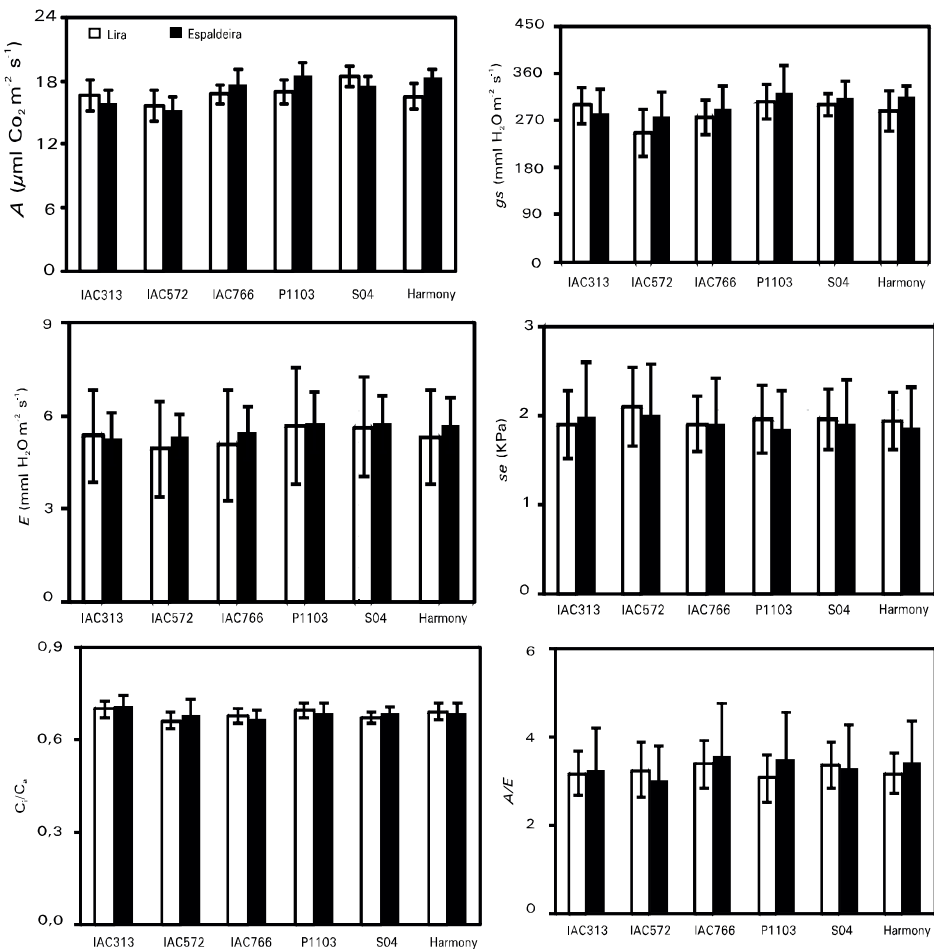 24
18
12
6
0
A (μml Co₂ m⁻² s⁻¹)
Lira
Espaldeira
IAC313 IAC572 IAC766 P1103 S04 Harmony
450
360
270
180
90
0
gs (mml H₂O m⁻² s)
IAC313 IAC572 IAC766 P1103 S04 Harmony
9
6
3
0
E (mml H₂O m⁻² s¹)
IAC313 IAC572 IAC766 P1103 S04 Harmony
3
2
1
0
se (KPa)
IAC313 IAC572 IAC766 P1103 S04 Harmony
0,9
0,6
0,3
0,0
Cᵢ/Cₐ
IAC313 IAC572 IAC766 P1103 S04 Harmony
6
4
2
0
A/E
IAC313 IAC572 IAC766 P1103 S04 Harmony